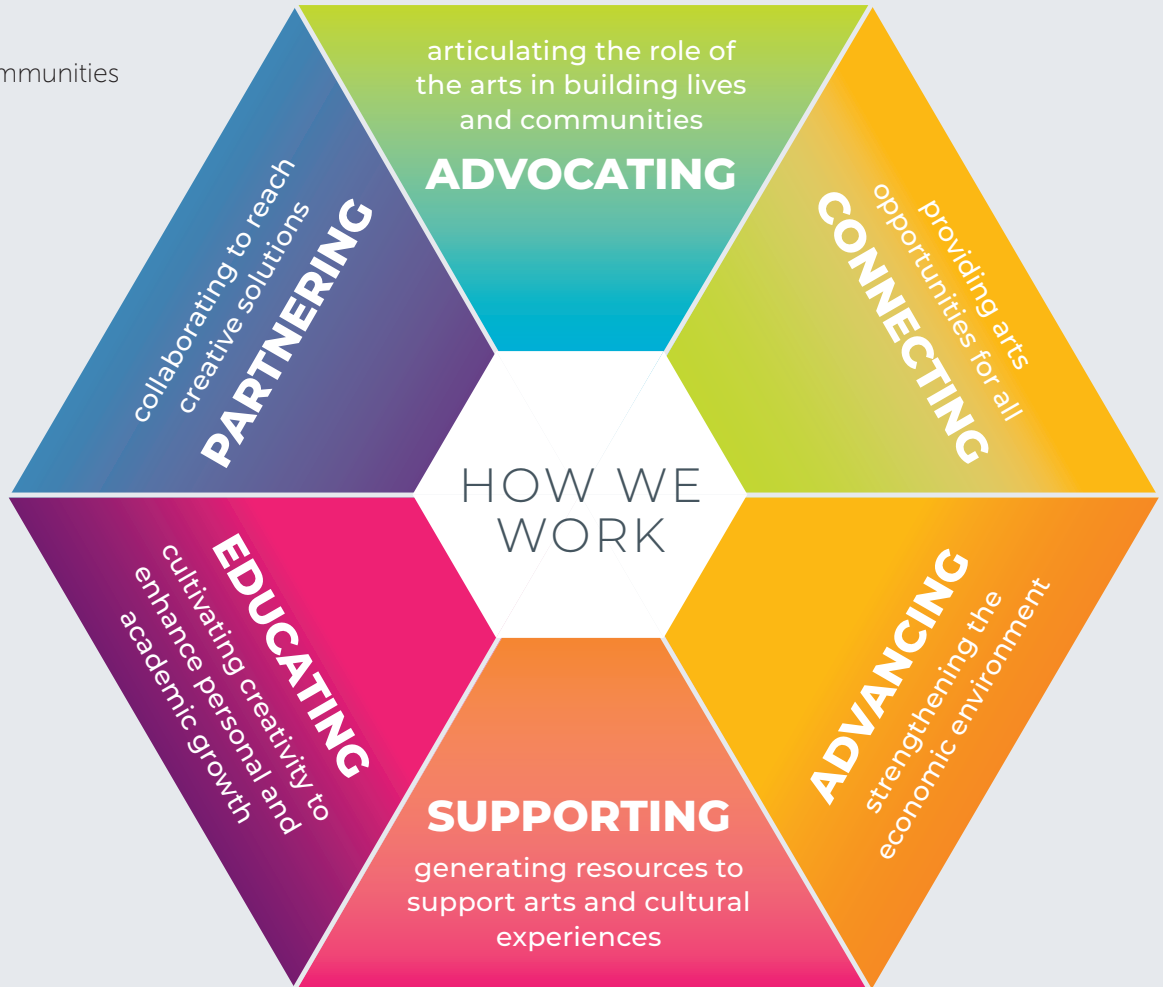 mmunities
articulating the role of
the arts in building lives
and communities
ADVOCATING
CONNECTING
providing arts
opportunities for all
ADVANCING
strengthening the
economic environment
SUPPORTING
generating resources to
support arts and cultural
experiences
EDUCATING
cultivating creativity to
enhance personal and
academic growth
collaborating to reach
creative solutions
PARTNERING
HOW WE
WORK